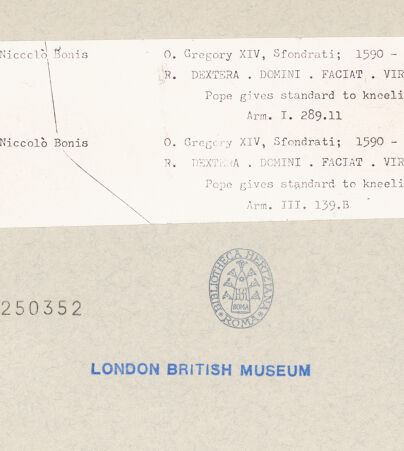 Niccolò Bonis O. Gregory XIV, Sfondrati; 1590 -
R. DEXTERA . DOMINI . FACIAT . VIR
Pope gives standard to kneeli
Arm. I. 289.11
Niccolò Bonis O. Gregory XIV, Sfondrati; 1590 -
R. DEXTERA . DOMINI . FACIAT . VIR
Pope gives standard to kneeli
Arm. III. 139.B
250352
BIBLIOTHECA HERTZIANA
ROMA
ROMA
LONDON BRITISH MUSEUM